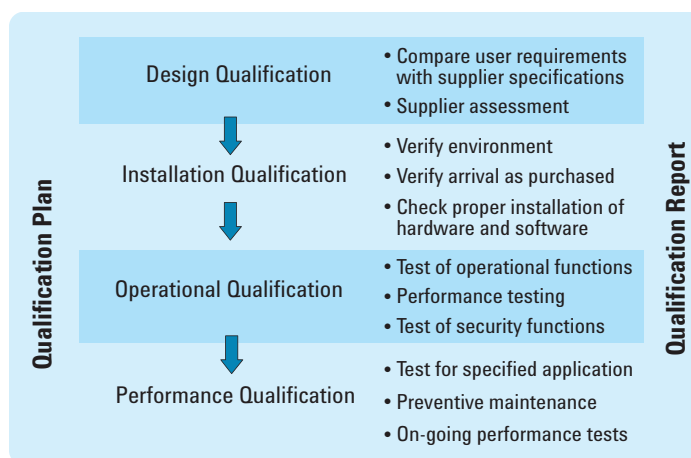 Qualification Plan
Design Qualification
• Compare user requirements
with supplier specifications
• Supplier assessment
Installation Qualification
• Verify environment
• Verify arrival as purchased
• Check proper installation of
hardware and software
Operational Qualification
• Test of operational functions
• Performance testing
• Test of security functions
Performance Qualification
• Test for specified application
• Preventive maintenance
• On-going performance tests
Qualification Report